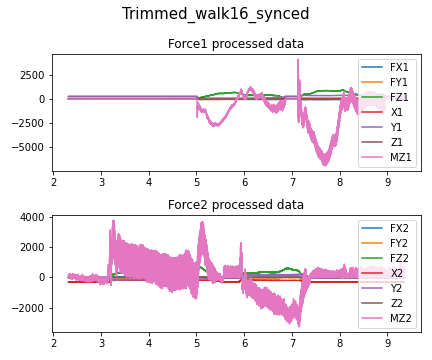 Trimmed_walk16_synced
Force1 processed data
2500
0
−2500
−5000
FX1
FY1
FZ1
X1
Y1
Z1
MZ1
2 3 4 5 6 7 8 9
Force2 processed data
4000
2000
0
−2000
FX2
FY2
FZ2
X2
Y2
Z2
MZ2
2 3 4 5 6 7 8 9